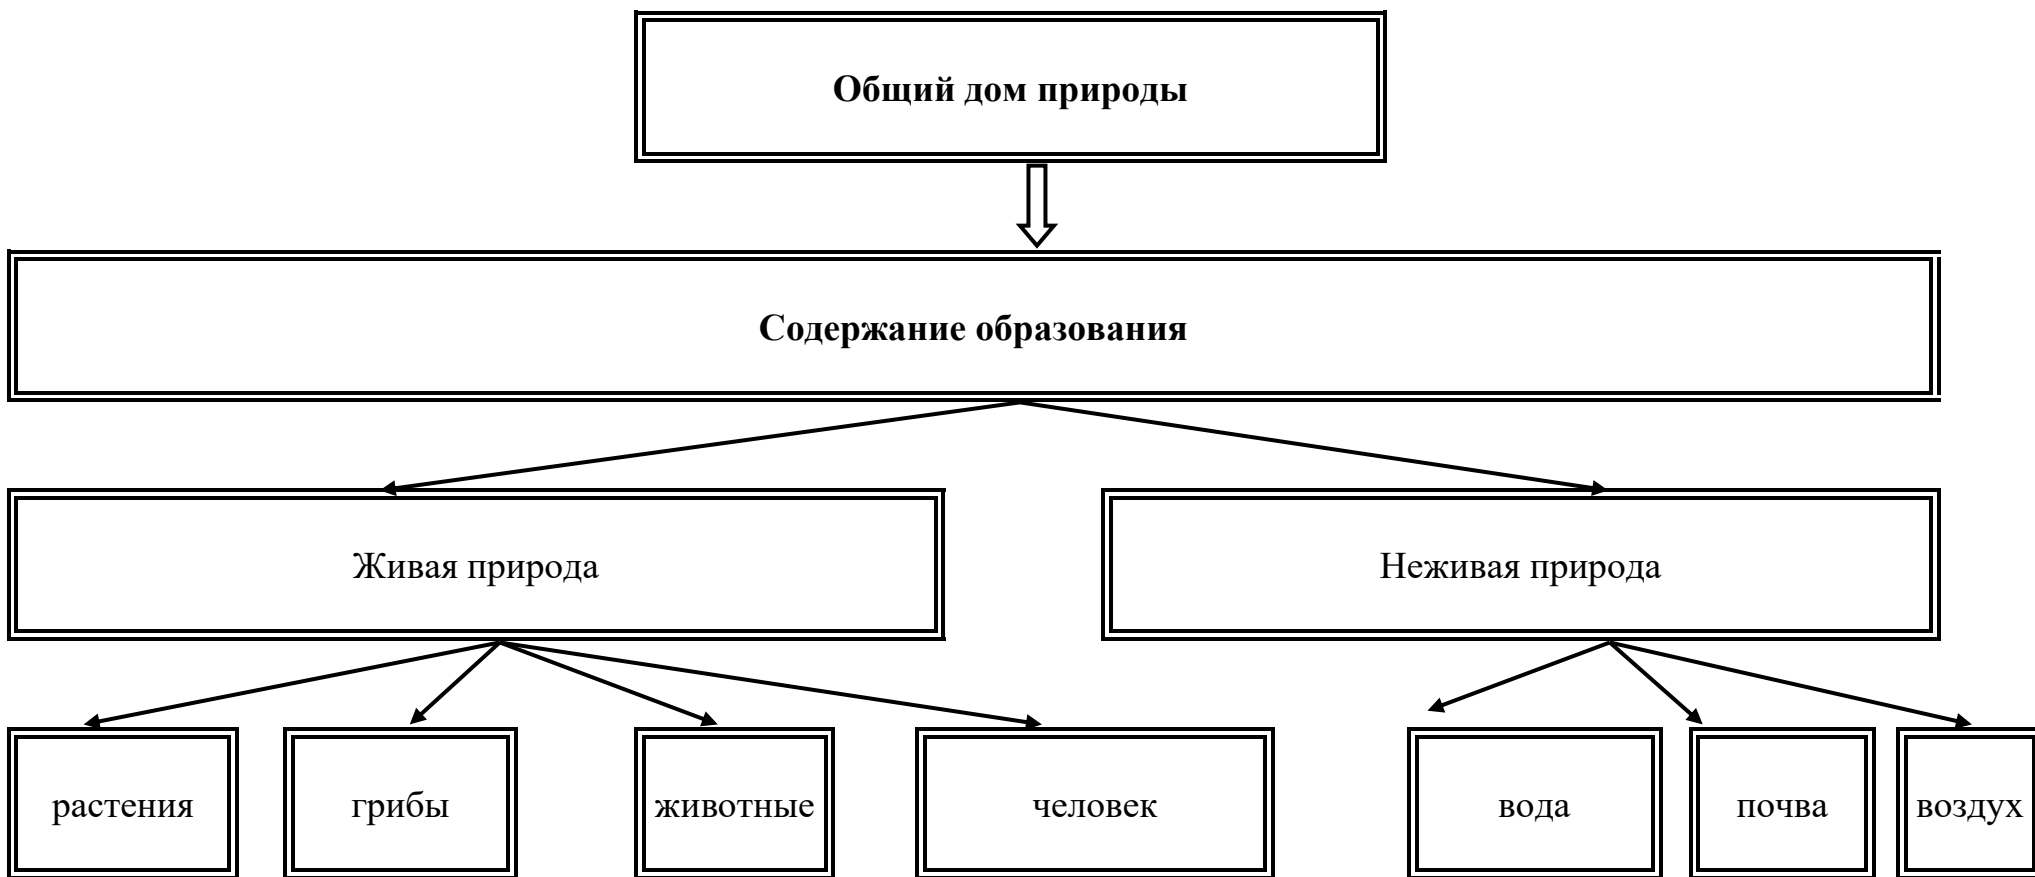 Общий дом природы
Содержание образования
Живая природа
Неживая природа
растения
грибы
животные
человек
вода
почва
воздух